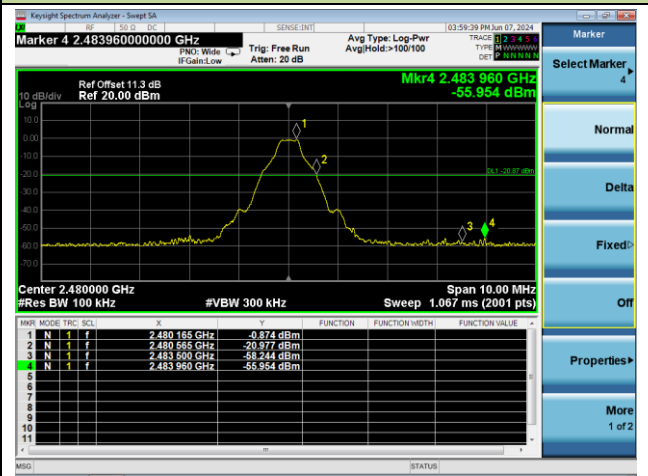 Keysight Spectrum Analyzer - Swept SA
RF 50 Ω DC SENSE:INT 03:59:39 PM Jun 07, 2024
Marker 4 2.483960000000 GHz
PNO: Wide
IFGain:Low
Trig: Free Run
Atten: 20 dB
Avg Type: Log-Pwr
Avg|Hold:>100/100
TRACE 1 2 3 4 5 6
TYPE M WWWWW
DET P N N N N N
Ref Offset 11.3 dB
10 dB/div Ref 20.00 dBm
Log
Mkr4 2.483 960 GHz
-55.954 dBm
10.0
0.00
-10.0
-20.0
-30.0
-40.0
-50.0
-60.0
-70.0
1
2
3
4
DL1 -20.87 dBm
Center 2.480000 GHz Span 10.00 MHz
#Res BW 100 kHz #VBW 300 kHz Sweep 1.067 ms (2001 pts)
MKR MODE TRC SCL X Y FUNCTION FUNCTION WIDTH FUNCTION VALUE
1 N 1 f 2.480 165 GHz -0.874 dBm
2 N 1 f 2.480 565 GHz -20.977 dBm
3 N 1 f 2.483 500 GHz -58.244 dBm
4 N 1 f 2.483 960 GHz -55.954 dBm
5
6
7
8
9
10
11
MSG STATUS
Marker
Select Marker
4
Normal
Delta
Fixed
Off
Properties
More
1 of 2